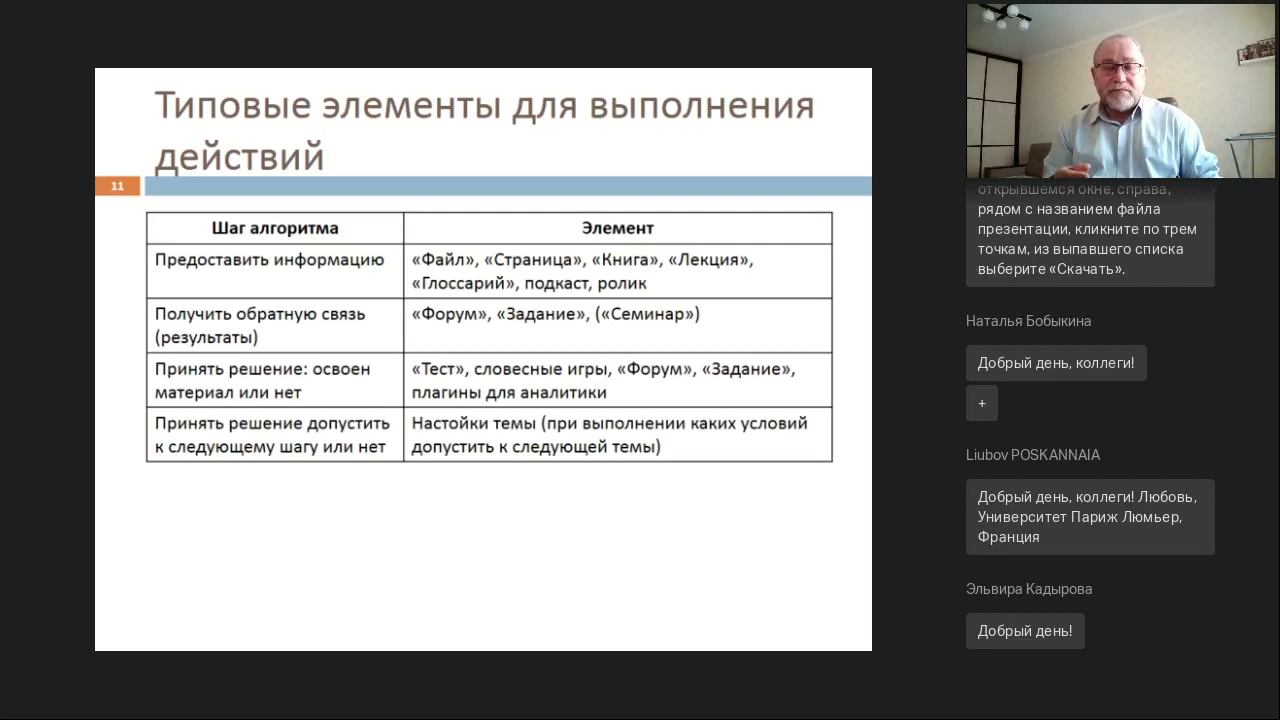 Типовые элементы для выполнения
действий
11
Шаг алгоритма
Элемент
Предоставить информацию
«Файл», «Страница», «Книга», «Лекция»,
«Глоссарий», подкаст, ролик
Получить обратную связь
(результаты)
«Форум», «Задание», («Семинар»)
Принять решение: освоен
материал или нет
«Тест», словесные игры, «Форум», «Задание»,
плагины для аналитики
Принять решение допустить
к следующему шагу или нет
Настойки темы (при выполнении каких условий
допустить к следующей темы)
открывшемся окне, справа,
рядом с названием файла
презентации, кликните по трем
точкам, из выпавшего списка
выберите «Скачать».
Наталья Бобыкина
Добрый день, коллеги!
+
Liubov POSKANNAIA
Добрый день, коллеги! Любовь,
Университет Париж Люмьер,
Франция
Эльвира Кадырова
Добрый день!